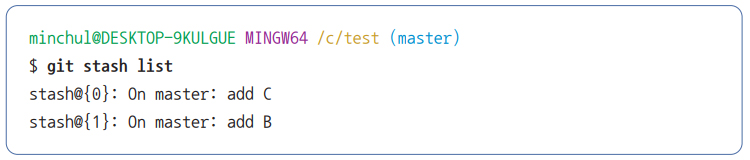 minchul@DESKTOP-9KULGUE MINGW64 /c/test (master)
$ git stash list
stash@{0}: On master: add C
stash@{1}: On master: add B